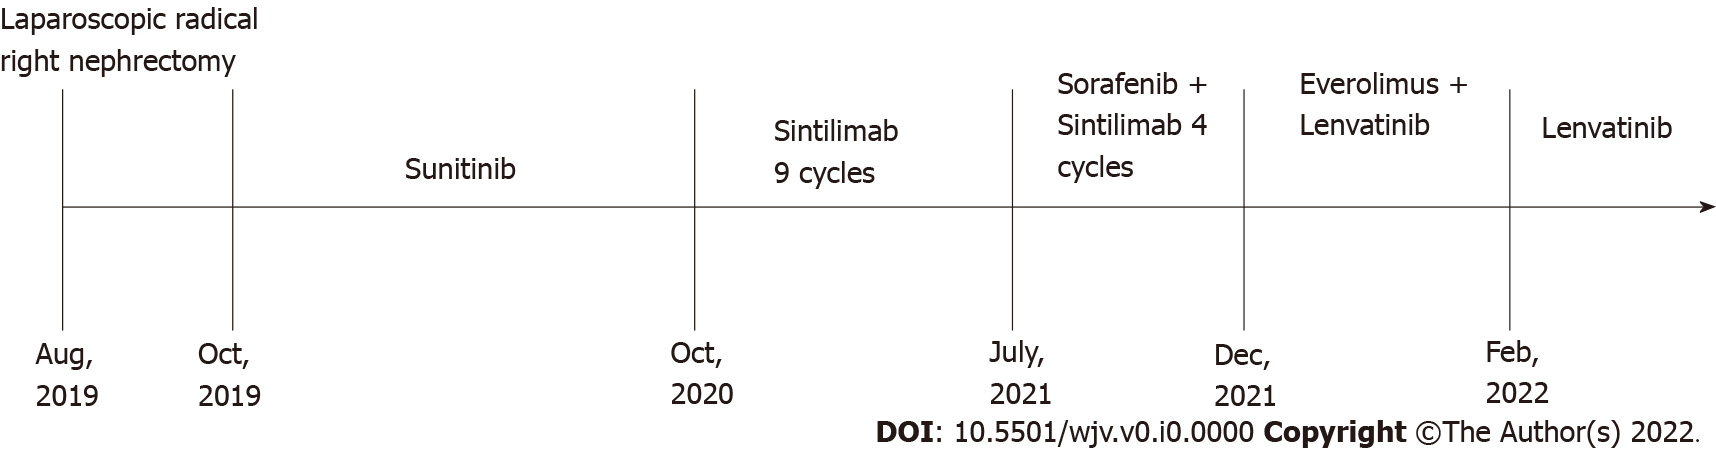 Laparoscopic radical
right nephrectomy
Sunitinib
Sintilimab
9 cycles
Sorafenib +
Sintilimab 4
cycles
Everolimus +
Lenvatinib
Lenvatinib
Aug,
2019
Oct,
2019
Oct,
2020
July,
2021
Dec,
2021
Feb,
2022
DOI: 10.5501/wjv.v0.i0.0000 Copyright ©The Author(s) 2022.